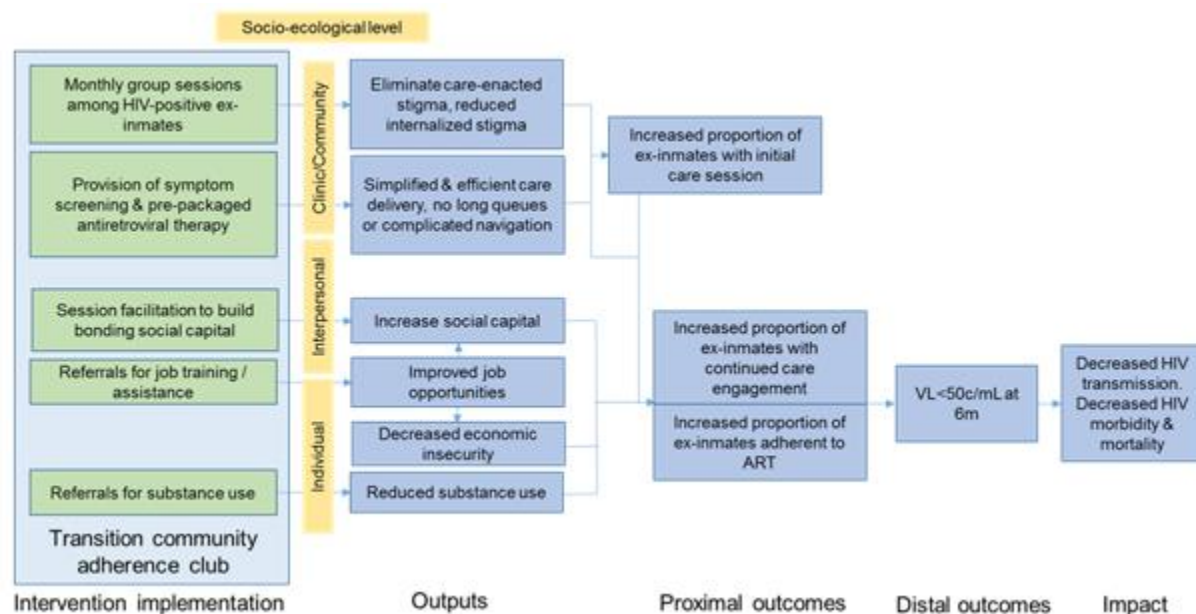 Socio-ecological level
Monthly group sessions
among HIV-positive ex-
inmates
Provision of symptom
screening & pre-packaged
antiretroviral therapy
Session facilitation to build
bonding social capital
Referrals for job training /
assistance
Referrals for substance use
Transition community
adherence club
Intervention implementation
Clinic/Community
Interpersonal
Individual
Eliminate care-enacted
stigma, reduced
internalized stigma
Simplified & efficient care
delivery, no long queues
or complicated navigation
Increase social capital
Improved job
opportunities
Decreased economic
insecurity
Reduced substance use
Outputs
Increased proportion of
ex-inmates with initial
care session
Increased proportion of
ex-inmates with
continued care
engagement
Increased proportion of
ex-inmates adherent to
ART
Proximal outcomes
VL<50c/mL at
6m
Distal outcomes
Decreased HIV
transmission.
Decreased HIV
morbidity &
mortality
Impact